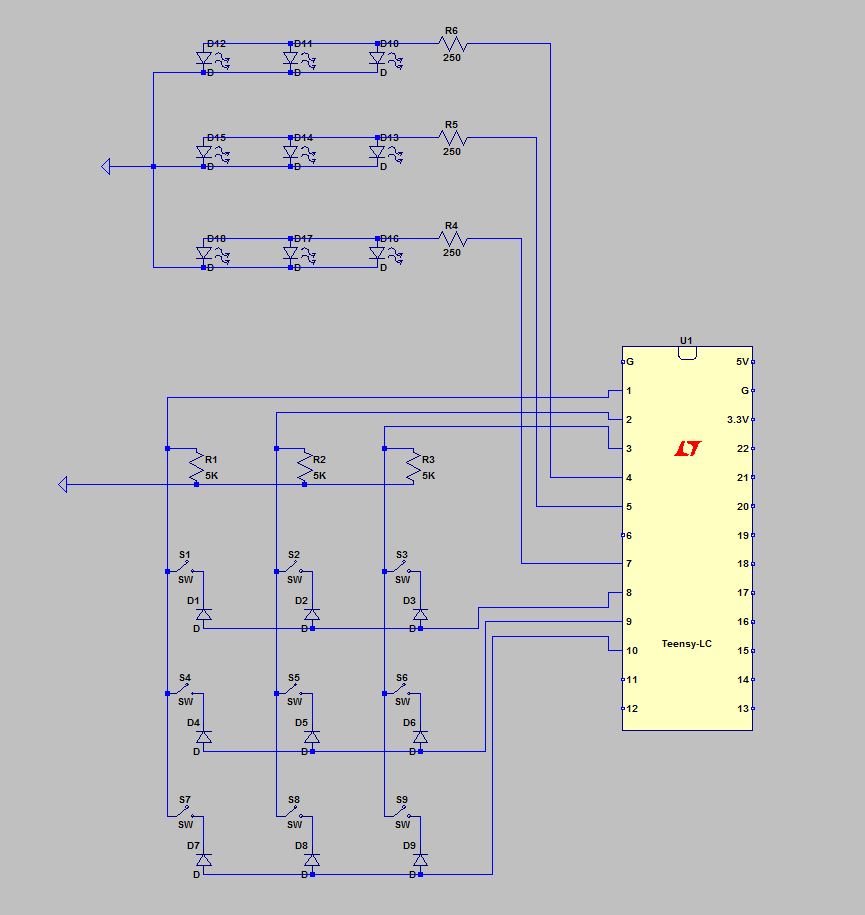 D12 D11 D10 R6
D D D 250
D15 D14 D13 R5
D D D 250
D18 D17 D16 R4
D D D 250
U1
G 5V
1 G
2 3.3V
3 22
4 21
5 20
6 19
7 18
8 17
9 16
10 15
11 14
12 13
Teensy-LC
R1 R2 R3
5K 5K 5K
S1 S2 S3
SW SW SW
D1 D2 D3
D D D
S4 S5 S6
SW SW SW
D4 D5 D6
D D D
S7 S8 S9
SW SW SW
D7 D8 D9
D D D